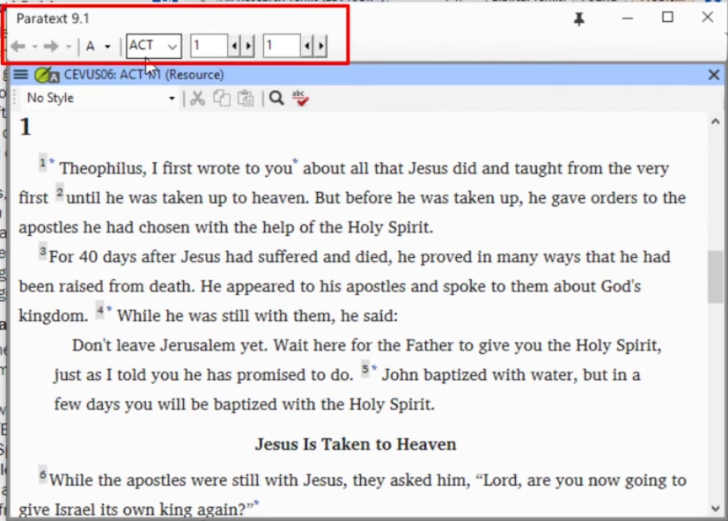 Paratext 9.1
A ACT 1 1
CEVUS06: ACT 1 (Resource)
No Style abc
1
1* Theophilus, I first wrote to you* about all that Jesus did and taught from the very
first 2 until he was taken up to heaven. But before he was taken up, he gave orders to the
apostles he had chosen with the help of the Holy Spirit.
3 For 40 days after Jesus had suffered and died, he proved in many ways that he had
been raised from death. He appeared to his apostles and spoke to them about God's
kingdom. 4* While he was still with them, he said:
Don't leave Jerusalem yet. Wait here for the Father to give you the Holy Spirit,
just as I told you he has promised to do. 5* John baptized with water, but in a
few days you will be baptized with the Holy Spirit.
Jesus Is Taken to Heaven
6 While the apostles were still with Jesus, they asked him, “Lord, are you now going to
give Israel its own king again?”*